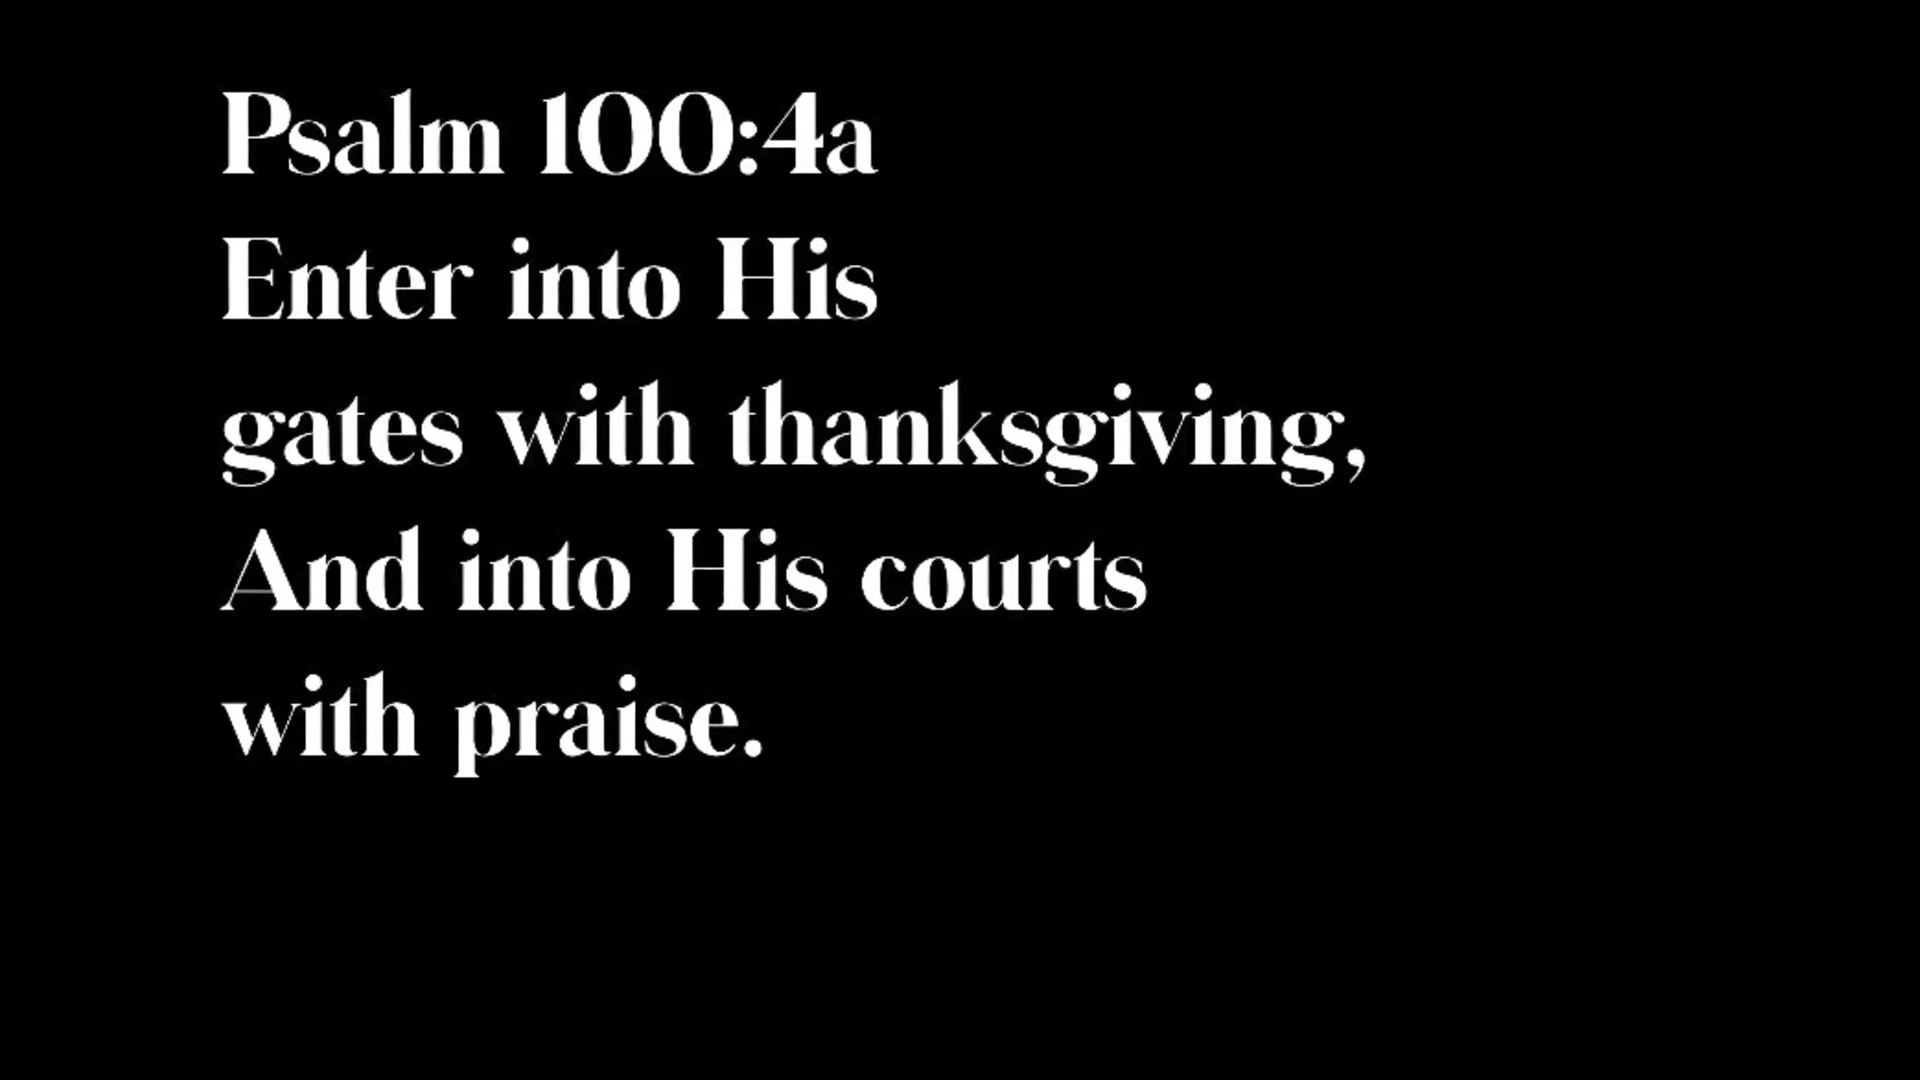 Psalm 100:4a
Enter into His
gates with thanksgiving,
And into His courts
with praise.